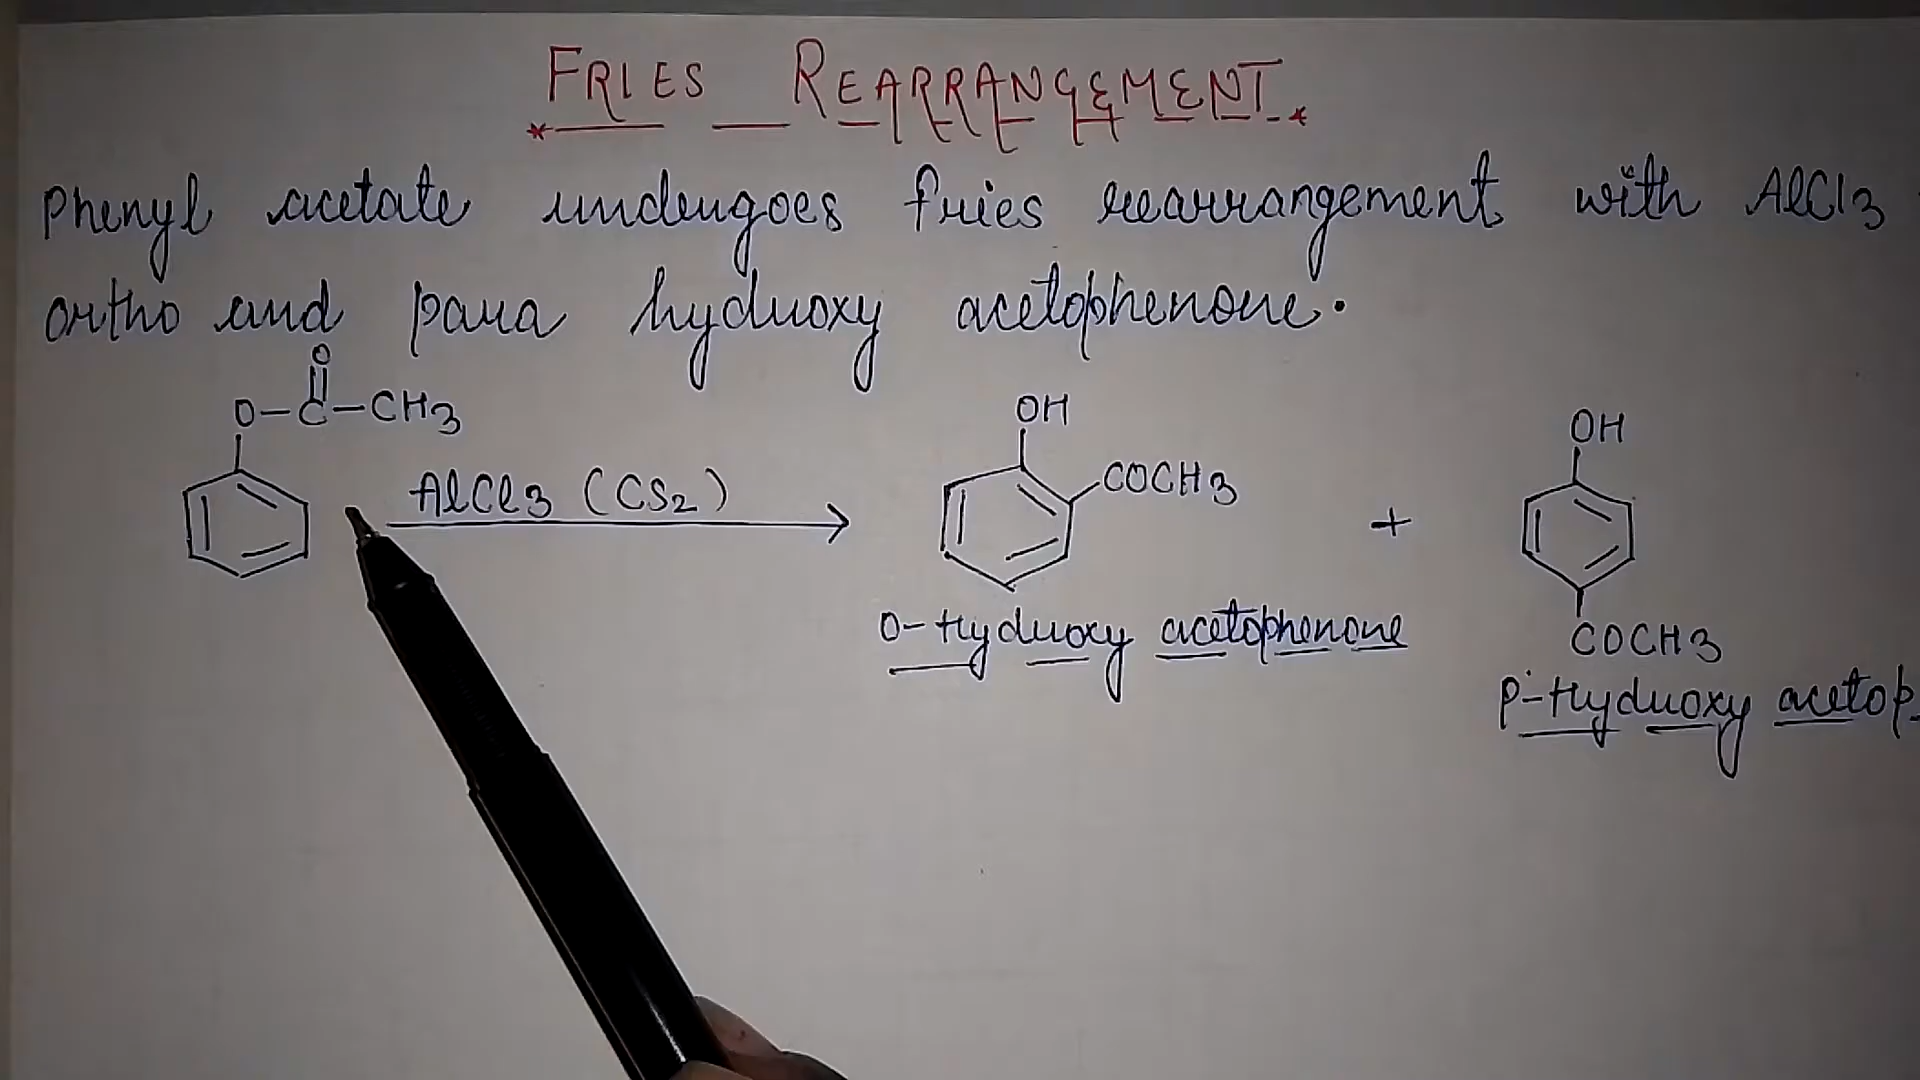 FRIES REARRANGEMENT
Phenyl acetate undergoes fries rearrangement with AlCl3
ortho and para hydroxy acetophenone.
O
O-C-CH3
OH
OH
AlCl3 (CS2)
COCH3
+
O-Hydroxy acetophenone
COCH3
P-Hydroxy acetop